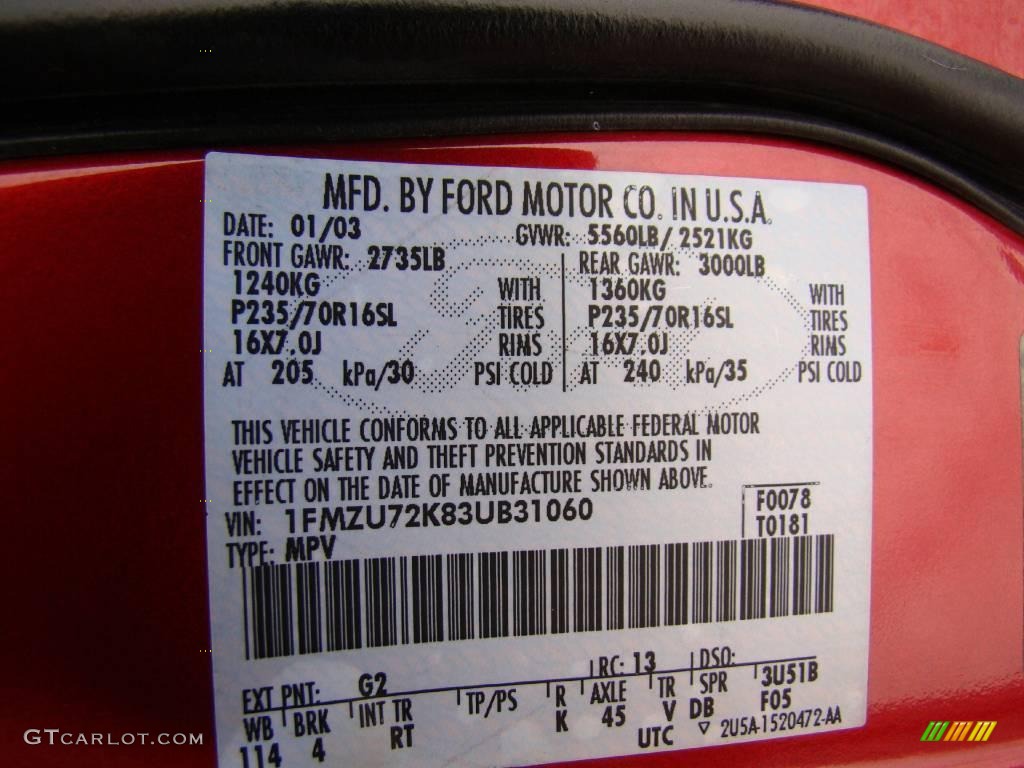 MFD. BY FORD MOTOR CO. IN U.S.A.
DATE: 01/03 GVWR: 5560LB/ 2521KG
FRONT GAWR: 2735LB REAR GAWR: 3000LB
1240KG WITH 1360KG WITH
P235/70R16SL TIRES P235/70R16SL TIRES
16X7.0J RIMS 16X7.0J RIMS
AT 205 kPa/30 PSI COLD AT 240 kPa/35 PSI COLD
THIS VEHICLE CONFORMS TO ALL APPLICABLE FEDERAL MOTOR
VEHICLE SAFETY AND THEFT PREVENTION STANDARDS IN
EFFECT ON THE DATE OF MANUFACTURE SHOWN ABOVE.
VIN: 1FMZU72K83UB31060 F0078
TYPE: MPV T0181
EXT PNT: G2 RC: 13 DSO: 3U51B
WB BRK INT TR TP/PS R AXLE TR SPR F05
114 4 RT K 45 V DB
UTC ▽ 2U5A-1520472-AA
GTCARLOT.COM